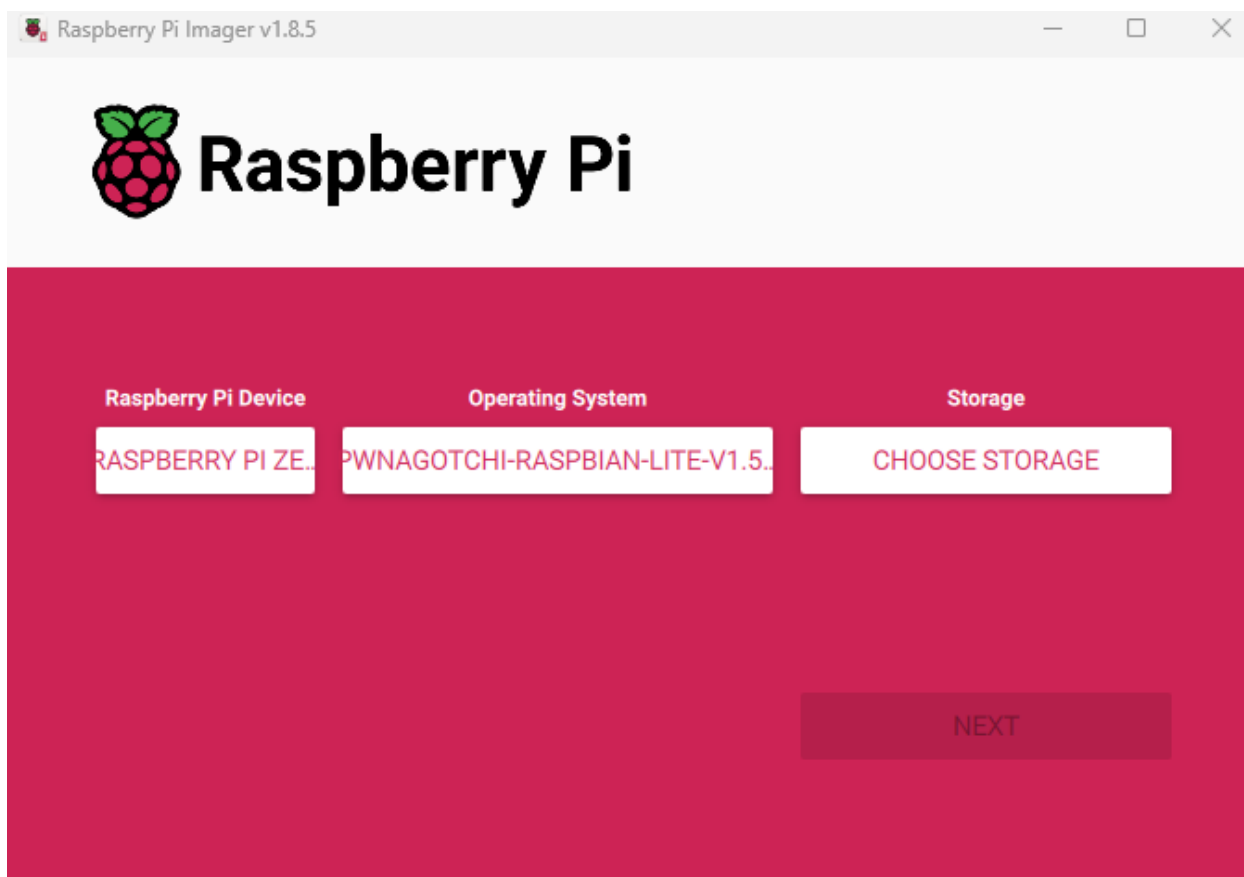 Raspberry Pi Imager v1.8.5
Raspberry Pi
Raspberry Pi Device Operating System Storage
RASPBERRY PI ZE... PWNAGOTCHI-RASPBIAN-LITE-V1.5... CHOOSE STORAGE
NEXT